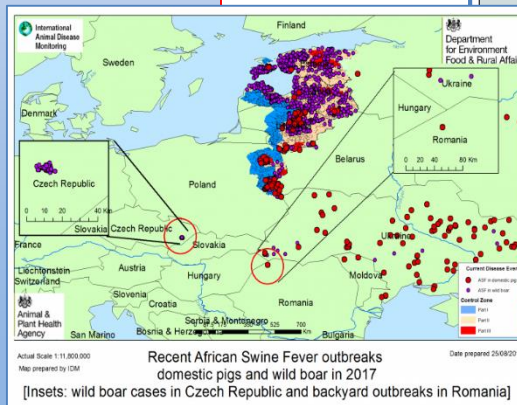 International
Animal Disease
Monitoring
Department
for Environment
Food & Rural Affai
Finland
Sweden
Denmark
Ukraine
Hungary
Romania
0 20 40 80 Km
Belarus
Poland
Czech Republic
0 10 20 40 Km
Slovakia Czech Republic
Slovakia
France
Liechtenstein
Switzerland
Austria
Hungary
Slovenia
Croatia
Romania
Moldova
Ukraine
Serbia & Montenegro
Bosnia & Herzeg
San Marino
Bulgaria
525 700
Km
Current Disease Even
ASF in domestic pig
ASF in wild boar
Control Zone
Part I
Part II
Part III
Animal &
Plant Health
Agency
Actual Scale 1:11,800,000
Map prepared by IDM
Date prepared 25/08/20
Recent African Swine Fever outbreaks
domestic pigs and wild boar in 2017
[Insets: wild boar cases in Czech Republic and backyard outbreaks in Romania]